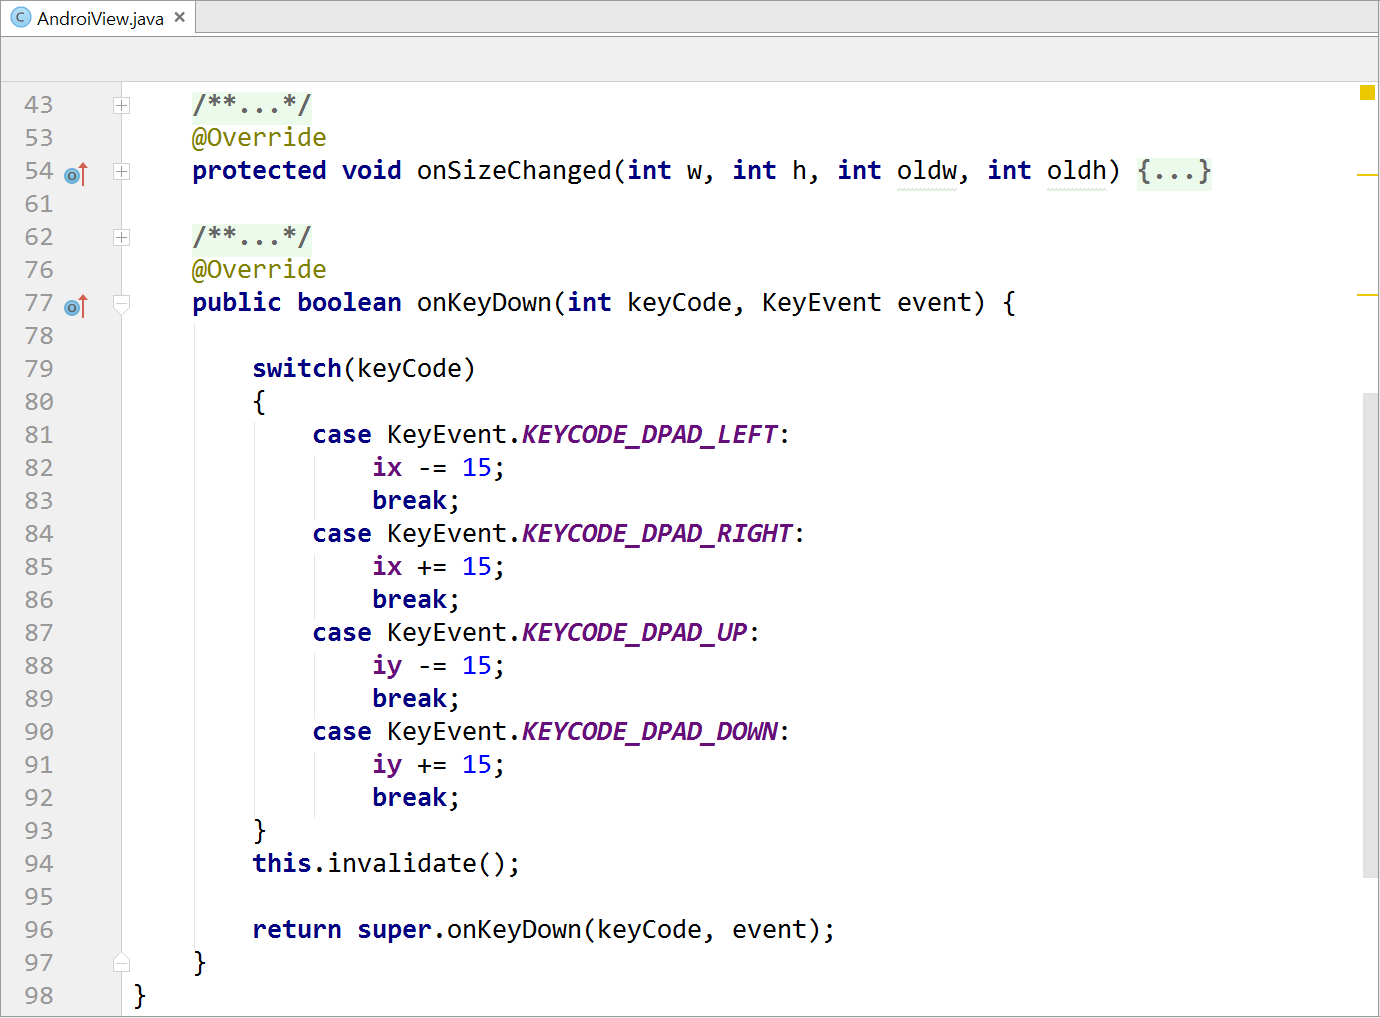 C AndroiView.java ×
43 /**...*/
53 @Override
54 protected void onSizeChanged(int w, int h, int oldw, int oldh) {...}
61
62 /**...*/
76 @Override
77 public boolean onKeyDown(int keyCode, KeyEvent event) {
78
79 switch(keyCode)
80 {
81 case KeyEvent.KEYCODE_DPAD_LEFT:
82 ix -= 15;
83 break;
84 case KeyEvent.KEYCODE_DPAD_RIGHT:
85 ix += 15;
86 break;
87 case KeyEvent.KEYCODE_DPAD_UP:
88 iy -= 15;
89 break;
90 case KeyEvent.KEYCODE_DPAD_DOWN:
91 iy += 15;
92 break;
93 }
94 this.invalidate();
95
96 return super.onKeyDown(keyCode, event);
97 }
98 }